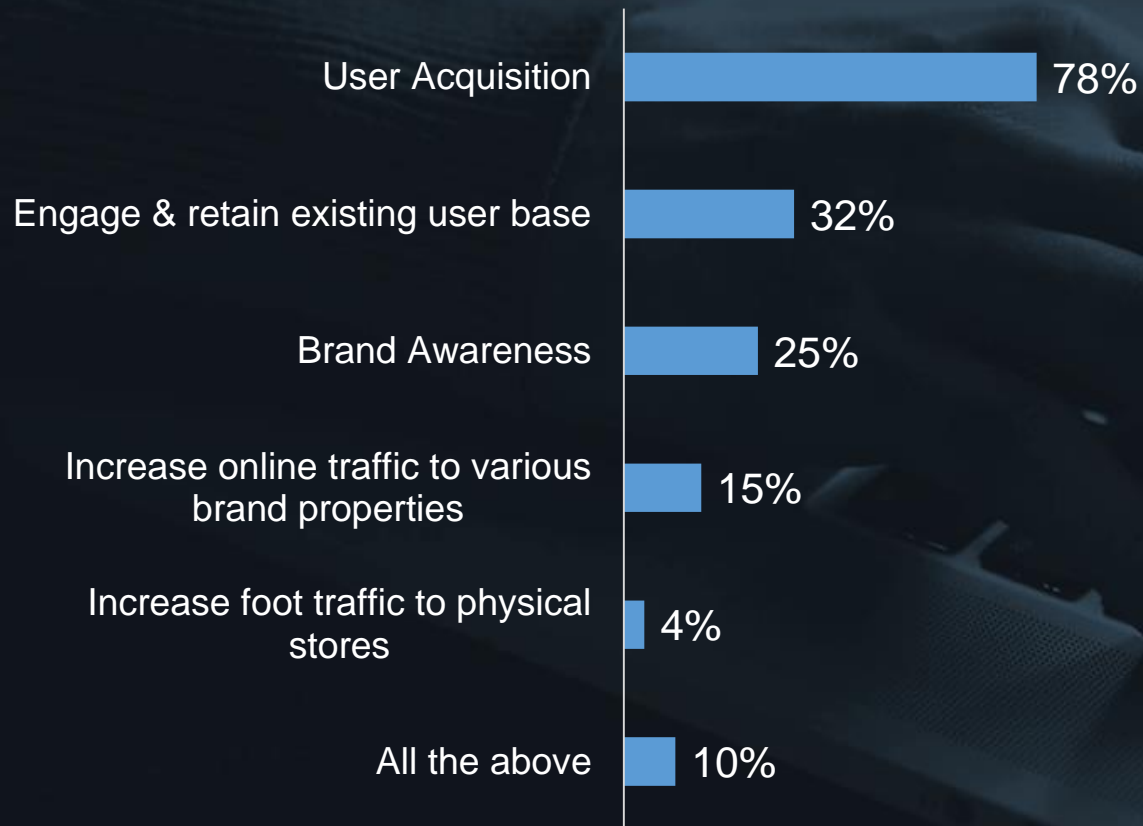 User Acquisition
78%
Engage & retain existing user base
32%
Brand Awareness
25%
Increase online traffic to various
brand properties
15%
Increase foot traffic to physical
stores
4%
All the above
10%